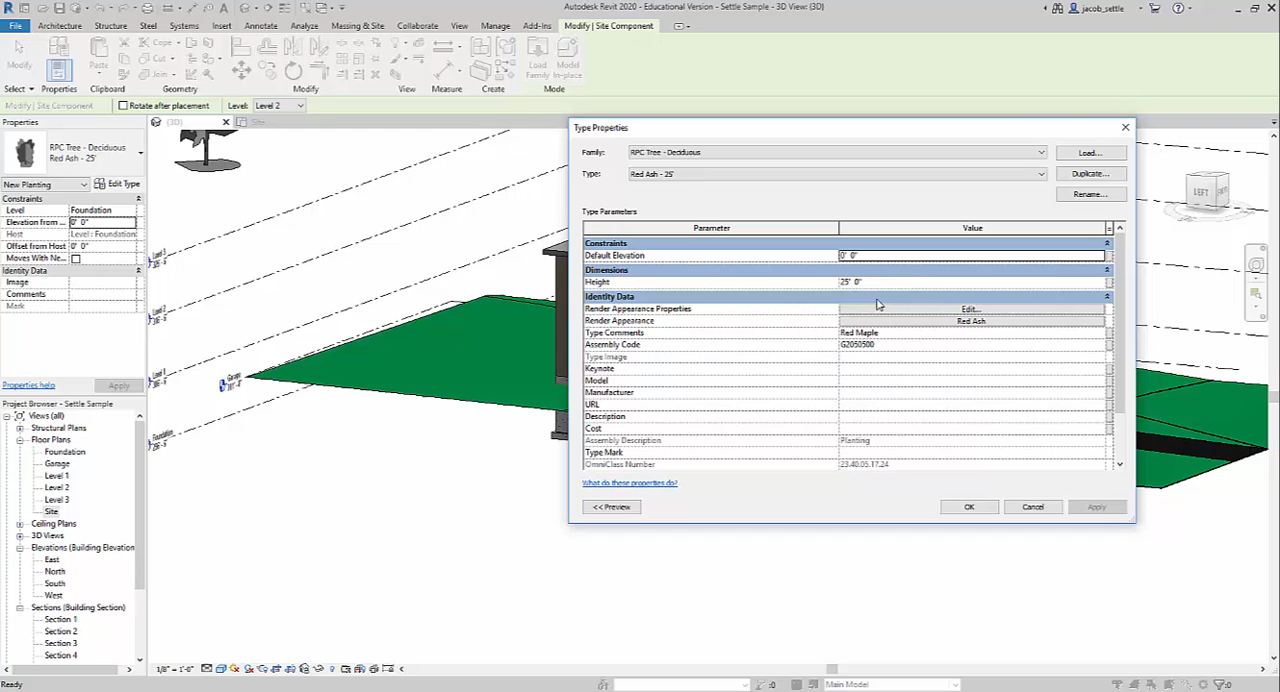 Autodesk Revit 2020 - Educational Version - Settle Sample - 3D View: {3D}
jacob_settle
File Architecture Structure Steel Systems Insert Annotate Analyze Massing & Site Collaborate View Manage Add-Ins Modify | Site Component
Modify
Paste
Cope
Cut
Join
Load Family
Model In-place
Select Properties Clipboard Geometry Modify View Measure Create Mode
Modify | Site Component
Rotate after placement
Level: Level 2
Properties
{3D}
Site
RPC Tree - Deciduous
Red Ash - 25'
New Planting
Edit Type
Constraints
Level Foundation
Elevation from ... 0' 0"
Host Level : Foundation
Offset from Host 0' 0"
Moves With Ne...
Identity Data
Image
Comments
Mark
Properties help
Apply
Project Browser - Settle Sample
Views (all)
Structural Plans
Floor Plans
Foundation
Garage
Level 1
Level 2
Level 3
Site
Ceiling Plans
3D Views
Elevations (Building Elevation
East
North
South
West
Sections (Building Section)
Section 1
Section 2
Section 3
Section 4
Garage
Foundation
LEFT
Type Properties
Family: RPC Tree - Deciduous Load...
Type: Red Ash - 25' Duplicate...
Rename...
Type Parameters
Parameter Value
=
Constraints
Default Elevation 0' 0"
Dimensions
Height 25' 0"
Identity Data
Render Appearance Properties Edit...
Render Appearance Red Ash
Type Comments Red Maple
Assembly Code G2050500
Type Image
Keynote
Model
Manufacturer
URL
Description
Cost
Assembly Description Planting
Type Mark
OmniClass Number 23.40.05.17.24
What do these properties do?
<< Preview OK Cancel Apply
1/8" = 1'-0"
Ready
:0
Main Model
:0